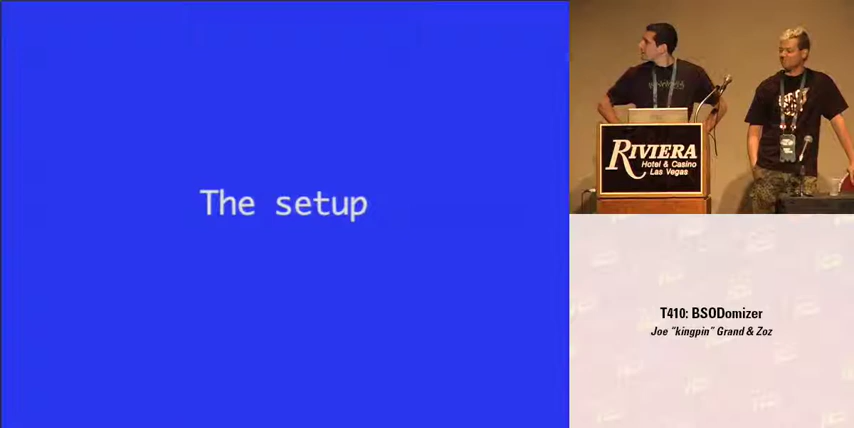 The setup
RIVIERA
Hotel & Casino
Las Vegas
T410: BSODomizer
Joe "kingpin" Grand & Zoz